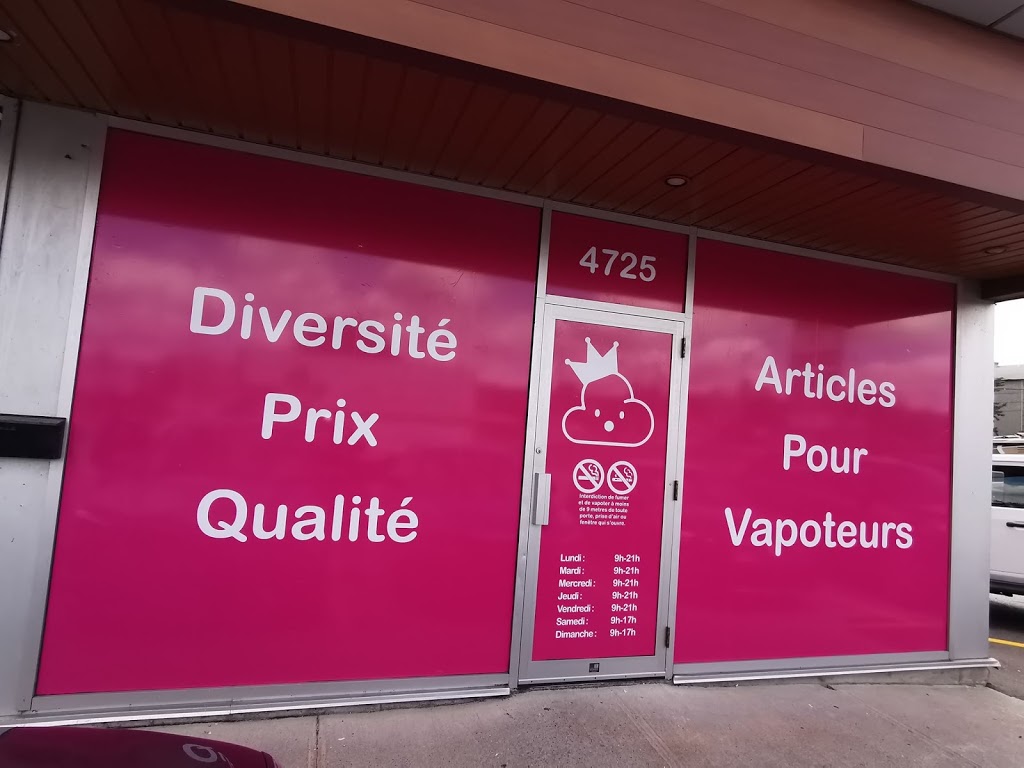 Diversité
Prix
Qualité
4725
Interdiction de fumer
et de vapoter à moins
de 9 metres de toute
porte, prise d'air ou
fenêtre qui s'ouvre.
Lundi : 9h-21h
Mardi : 9h-21h
Mercredi : 9h-21h
Jeudi : 9h-21h
Vendredi : 9h-21h
Samedi : 9h-17h
Dimanche : 9h-17h
Articles
Pour
Vapoteurs